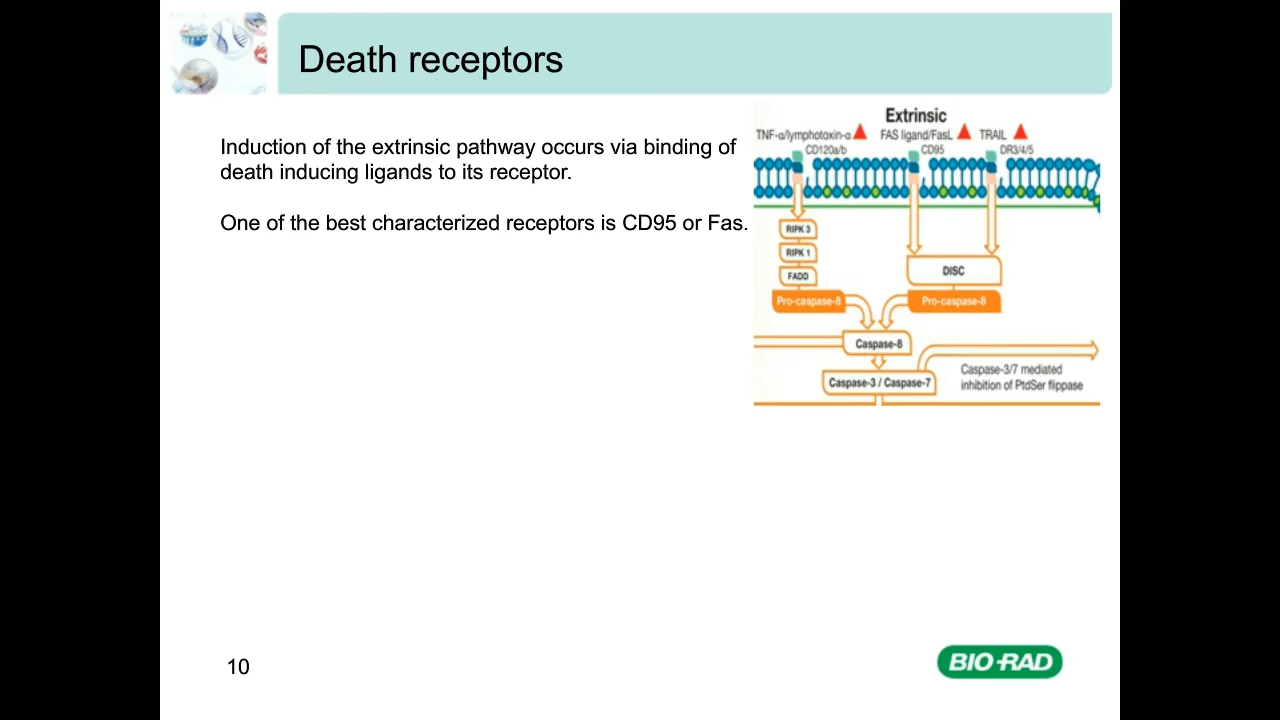 Death receptors
Induction of the extrinsic pathway occurs via binding of
death inducing ligands to its receptor.
One of the best characterized receptors is CD95 or Fas.
Extrinsic
TNF-α/lymphotoxin-α
FAS ligand/FasL
TRAIL
CD120a/b
CD95
DR3/4/5
RIPK 3
RIPK 1
FADD
Pro-caspase-8
DISC
Pro-caspase-8
Caspase-8
Caspase-3 / Caspase-7
Caspase-3/7 mediated
inhibition of PtdSer flippase
10
BIO-RAD